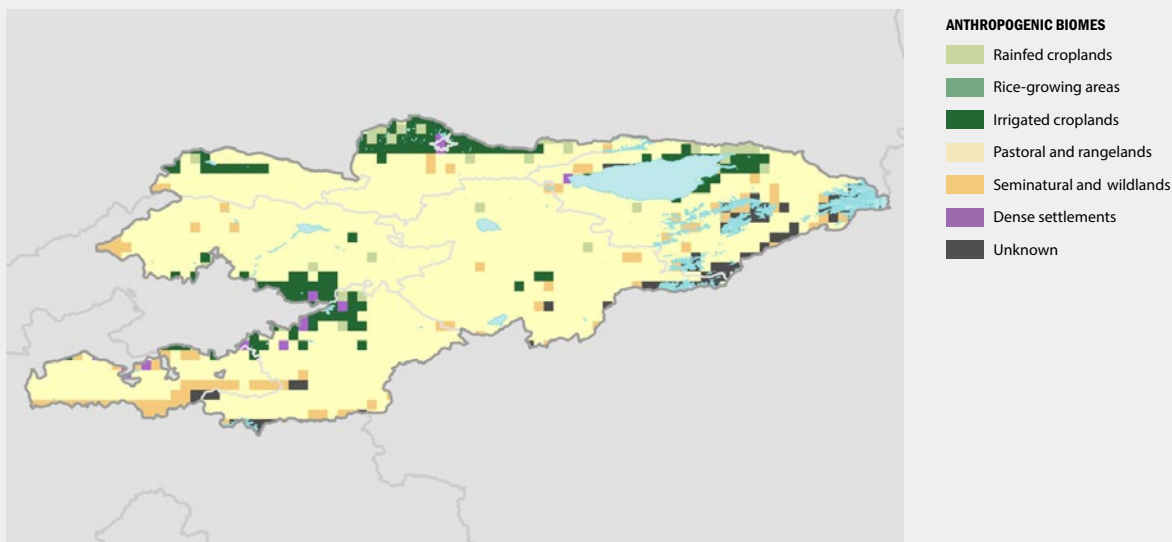 ANTHROPOGENIC BIOMES
Rainfed croplands
Rice-growing areas
Irrigated croplands
Pastoral and rangelands
Seminatural and wildlands
Dense settlements
Unknown